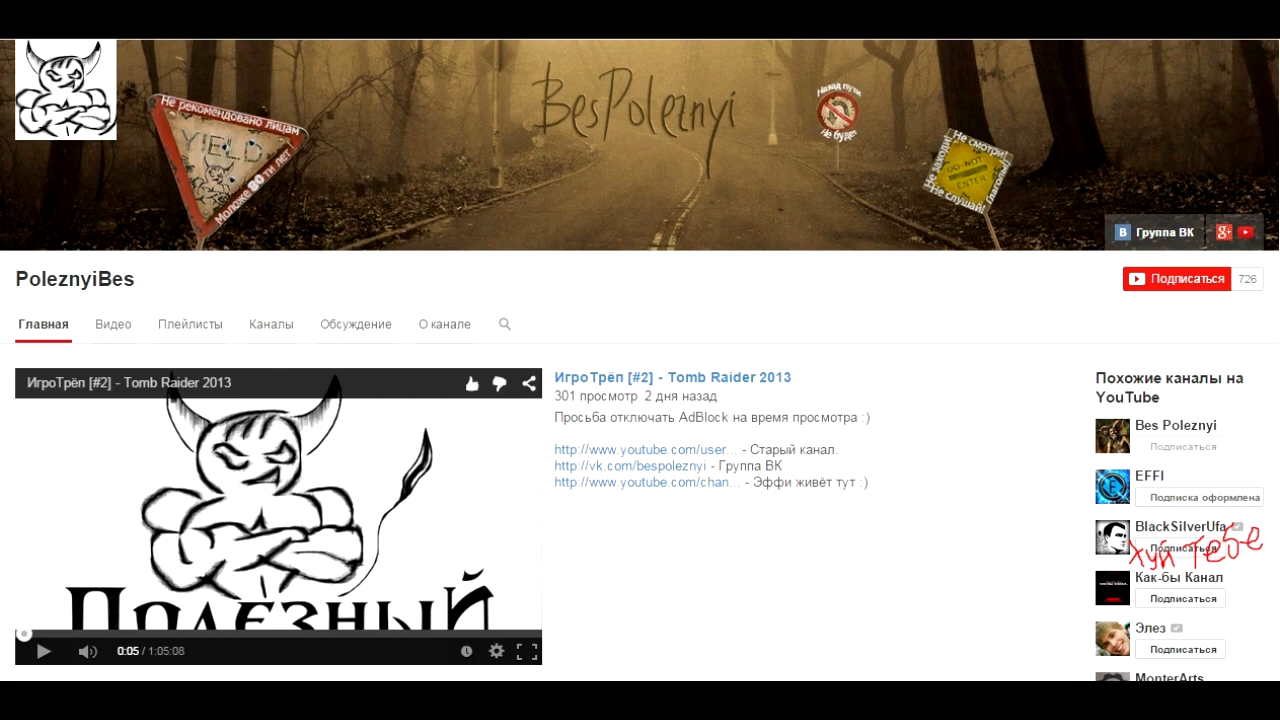 Не рекомендовано лицам
YIELD
Моложе 80 ти лет!
BesPoleznyi
Назад пути
Не будет
Не смотри!
Не заходи!
DO NOT
ENTER
Не слушай!
Группа ВК
PoleznyiBes
Подписаться 726
Главная Видео Плейлисты Каналы Обсуждение О канале
ИгроТрёп [#2] - Tomb Raider 2013
Полезный
0:05 / 1:05:08
ИгроТрёп [#2] - Tomb Raider 2013
301 просмотр 2 дня назад
Просьба отключать AdBlock на время просмотра :)
http://www.youtube.com/user... - Старый канал.
http://vk.com/bespoleznyi - Группа ВК
http://www.youtube.com/chan... - Эффи живёт тут :)
Похожие каналы на
YouTube
Bes Poleznyi
Подписаться
EFFI
Подписка оформлена
BlackSilverUfa
Подписаться
хуй тебе
Как-бы Канал
Подписаться
Элез
Подписаться
MonterArts